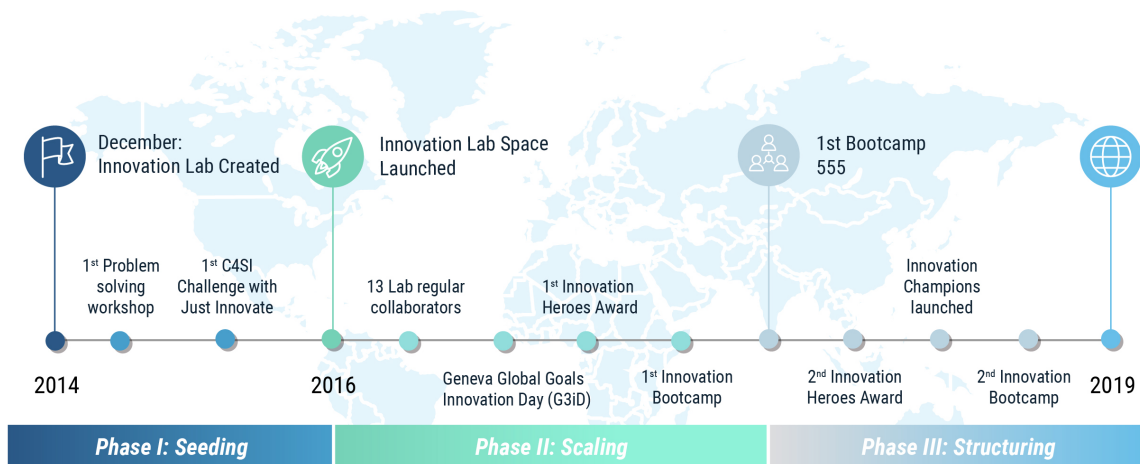 December:
Innovation Lab Created
Innovation Lab Space
Launched
1st Bootcamp
555
1st Problem
solving
workshop
1st C4SI
Challenge with
Just Innovate
13 Lab regular
collaborators
1st Innovation
Heroes Award
Innovation
Champions
launched
2014
2016
Geneva Global Goals
Innovation Day (G3iD)
1st Innovation
Bootcamp
2nd Innovation
Heroes Award
2nd Innovation
Bootcamp
2019
Phase I: Seeding
Phase II: Scaling
Phase III: Structuring